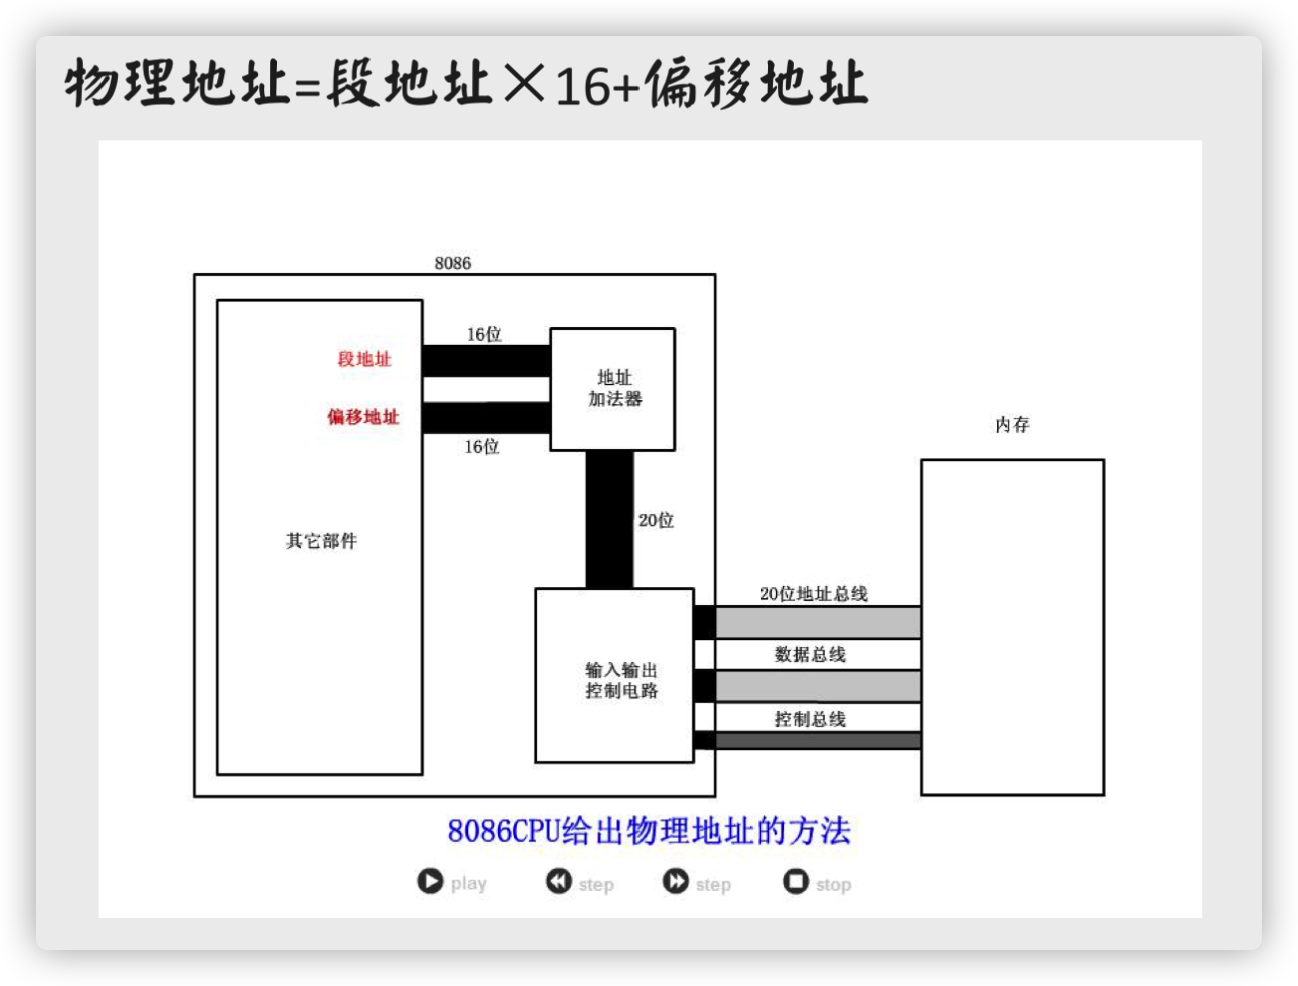 物理地址=段地址×16+偏移地址
8086
16位
段地址
地址
加法器
偏移地址
16位
内存
20位
其它部件
20位地址总线
数据总线
输入输出
控制电路
控制总线
8086CPU给出物理地址的方法
play step step stop